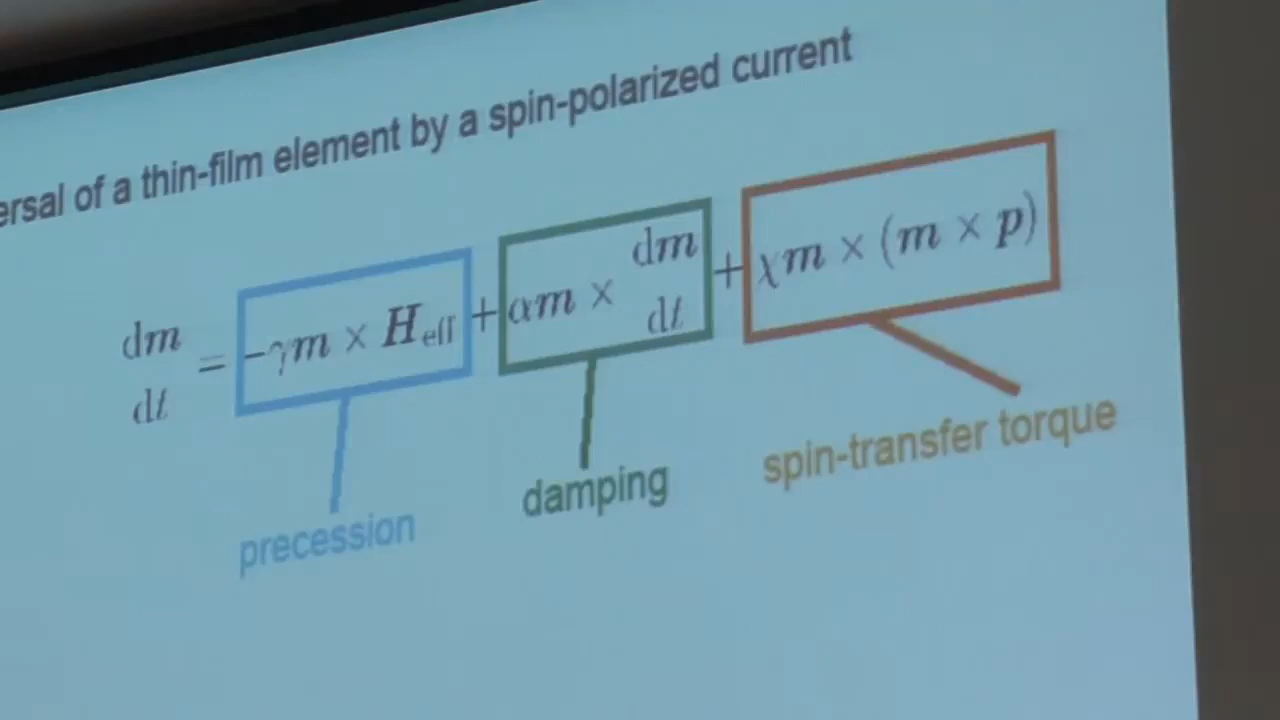 ersal of a thin-film element by a spin-polarized current
dm/dt = -γm × H_eff + αm × dm/dt + χm × (m × p)
precession
damping
spin-transfer torque